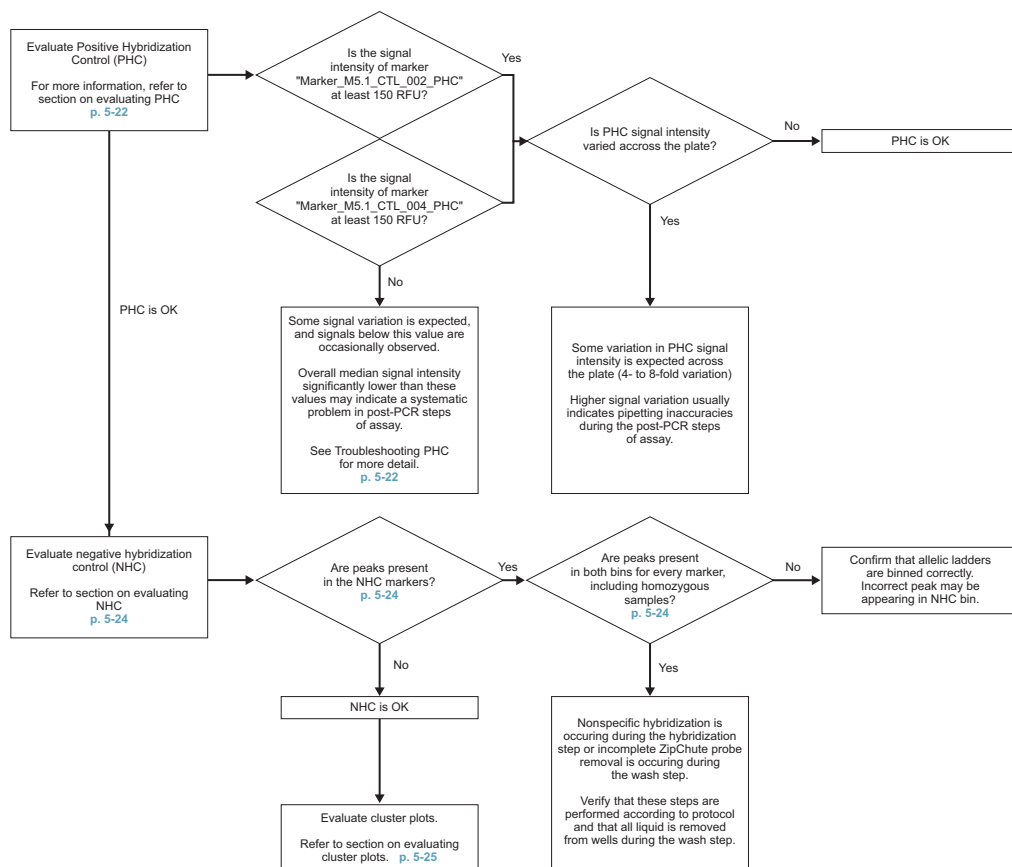 Evaluate Positive Hybridization
Control (PHC)
For more information, refer to
section on evaluating PHC
p. 5-22
Is the signal
intensity of marker
"Marker_M5.1_CTL_002_PHC"
at least 150 RFU?
Yes
Is the signal
intensity of marker
"Marker_M5.1_CTL_004_PHC"
at least 150 RFU?
Is PHC signal intensity
varied accross the plate?
No
PHC is OK
Yes
No
PHC is OK
Some signal variation is expected,
and signals below this value are
occasionally observed.
Overall median signal intensity
significantly lower than these
values may indicate a systematic
problem in post-PCR steps
of assay.
See Troubleshooting PHC
for more detail.
p. 5-22
Some variation in PHC signal
intensity is expected across
the plate (4- to 8-fold variation)
Higher signal variation usually
indicates pipetting inaccuracies
during the post-PCR steps
of assay.
Evaluate negative hybridization
control (NHC)
Refer to section on evaluating
NHC
p. 5-24
Are peaks present
in the NHC markers?
p. 5-24
Yes
Are peaks present
in both bins for every marker,
including homozygous
samples?
p. 5-24
No
Confirm that allelic ladders
are binned correctly.
Incorrect peak may be
appearing in NHC bin.
No
Yes
NHC is OK
Nonspecific hybridization is
occuring during the hybridization
step or incomplete ZipChute probe
removal is occuring during
the wash step.
Verify that these steps are
performed according to protocol
and that all liquid is removed
from wells during the wash step.
Evaluate cluster plots.
Refer to section on evaluating
cluster plots. p. 5-25